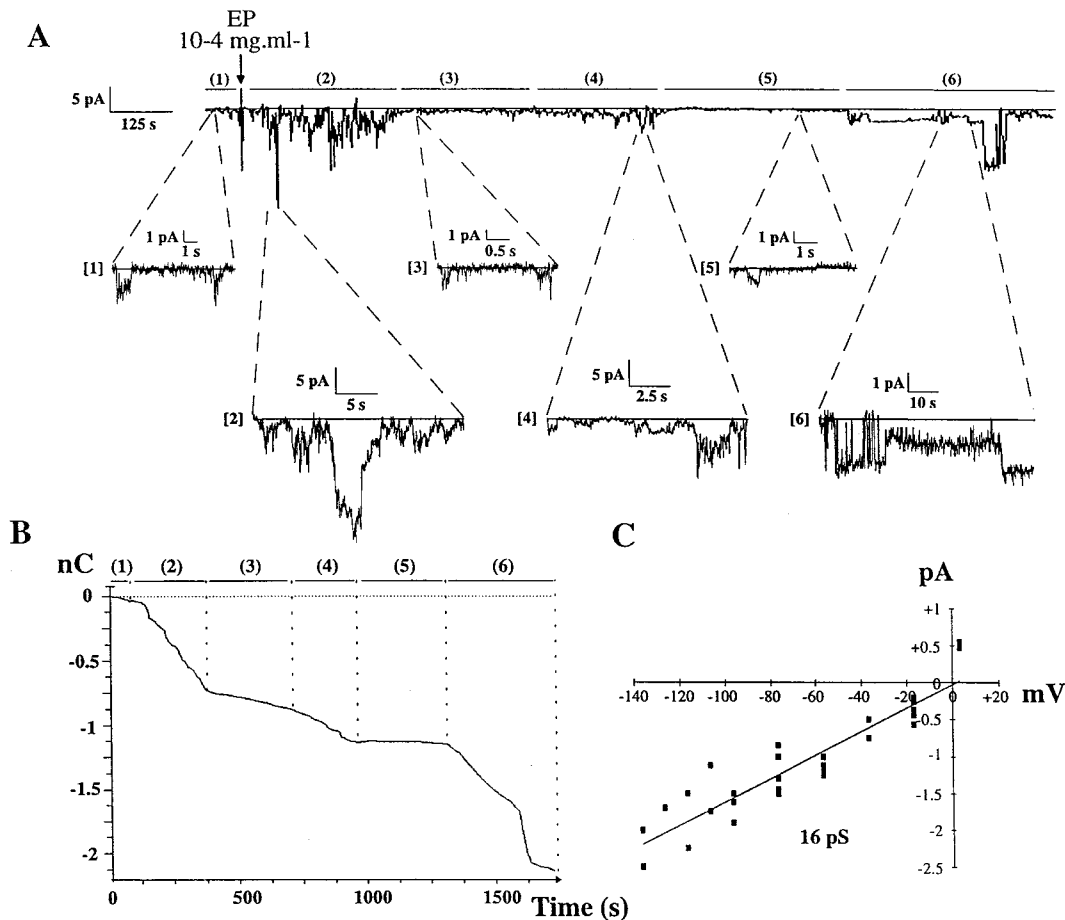 A
EP
10-4 mg.ml-1
(1) (2) (3) (4) (5) (6)
5 pA
125 s
1 pA
1 s
[1]
1 pA
0.5 s
[3]
1 pA
1 s
[5]
5 pA
5 s
[2]
5 pA
2.5 s
[4]
1 pA
10 s
[6]
B
nC
(1) (2) (3) (4) (5) (6)
0
-0.5
-1
-1.5
-2
0 500 1000 1500
Time (s)
C
pA
+1
+0.5
0
-140 -120 -100 -80 -60 -40 -20 0 +20
mV
-0.5
-1
-1.5
-2
-2.5
16 pS